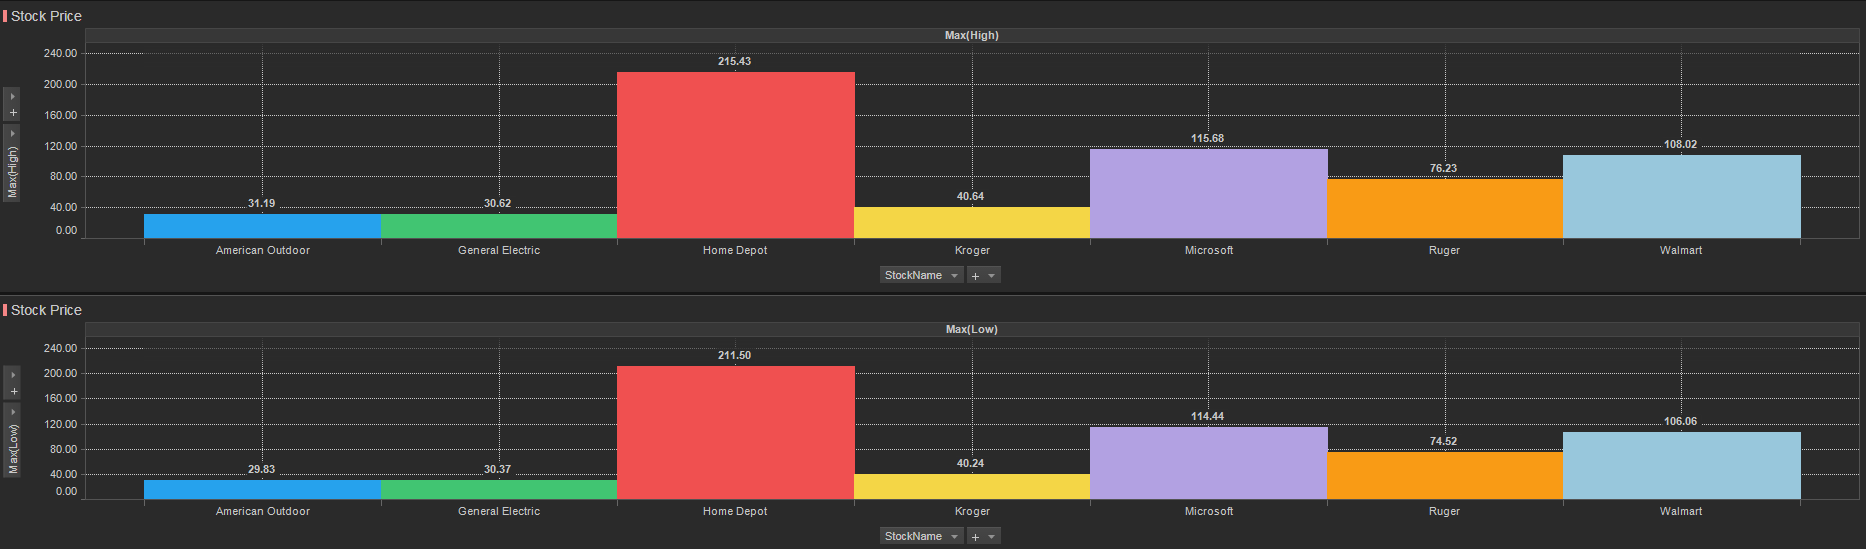 Stock Price
Max(High)
240.00
200.00
160.00
120.00
80.00
40.00
0.00
Max(High)
+
31.19
30.62
215.43
40.64
115.68
76.23
108.02
American Outdoor
General Electric
Home Depot
Kroger
Microsoft
Ruger
Walmart
StockName +
Stock Price
Max(Low)
240.00
200.00
160.00
120.00
80.00
40.00
0.00
Max(Low)
+
29.83
30.37
211.50
40.24
114.44
74.52
106.06
American Outdoor
General Electric
Home Depot
Kroger
Microsoft
Ruger
Walmart
StockName +